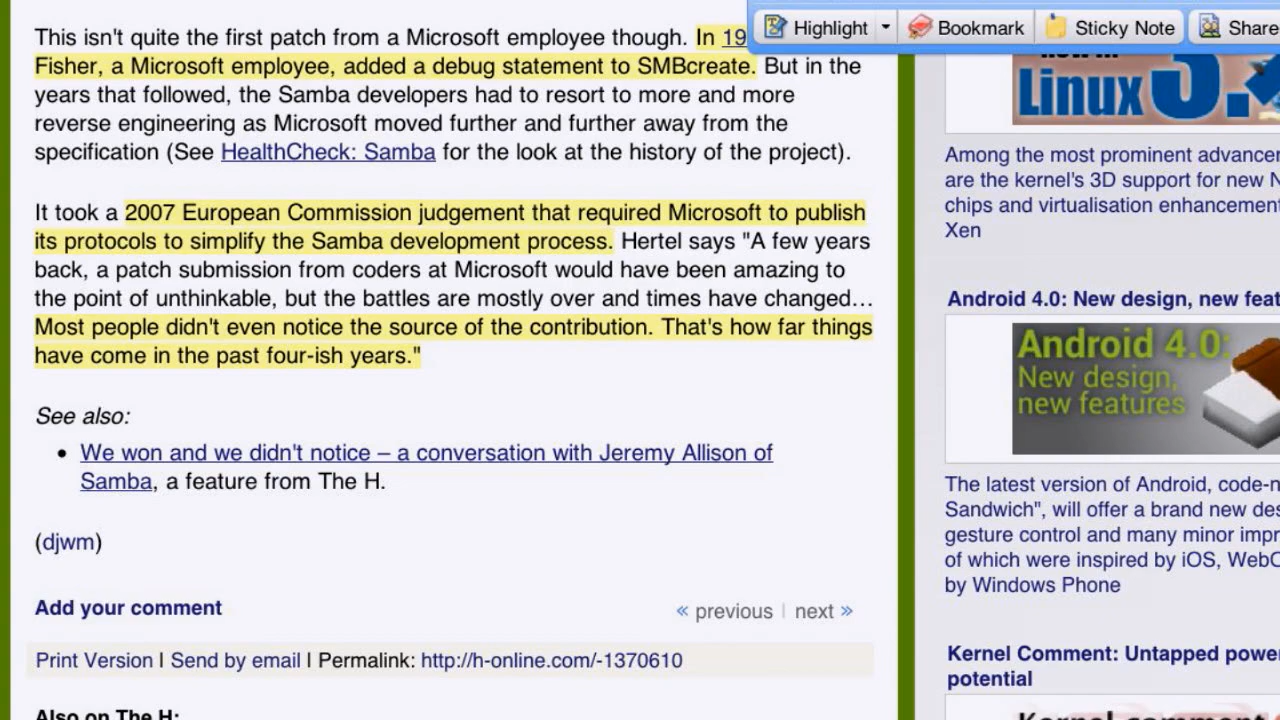 This isn't quite the first patch from a Microsoft employee though. In 19
Fisher, a Microsoft employee, added a debug statement to SMBcreate. But in the
years that followed, the Samba developers had to resort to more and more
reverse engineering as Microsoft moved further and further away from the
specification (See HealthCheck: Samba for the look at the history of the project).
It took a 2007 European Commission judgement that required Microsoft to publish
its protocols to simplify the Samba development process. Hertel says "A few years
back, a patch submission from coders at Microsoft would have been amazing to
the point of unthinkable, but the battles are mostly over and times have changed...
Most people didn't even notice the source of the contribution. That's how far things
have come in the past four-ish years."
See also:
• We won and we didn't notice – a conversation with Jeremy Allison of
Samba, a feature from The H.
(djwm)
Add your comment
« previous | next »
Print Version | Send by email | Permalink: http://h-online.com/-1370610
Also on The H:
Highlight
Bookmark
Sticky Note
Share
Linux 3.
Among the most prominent advance
are the kernel's 3D support for new
chips and virtualisation enhancement
Xen
Android 4.0: New design, new feat
Android 4.0:
New design,
new features
The latest version of Android, code-n
Sandwich", will offer a brand new des
gesture control and many minor impr
of which were inspired by iOS, WebO
by Windows Phone
Kernel Comment: Untapped powe
potential
Kernel comment